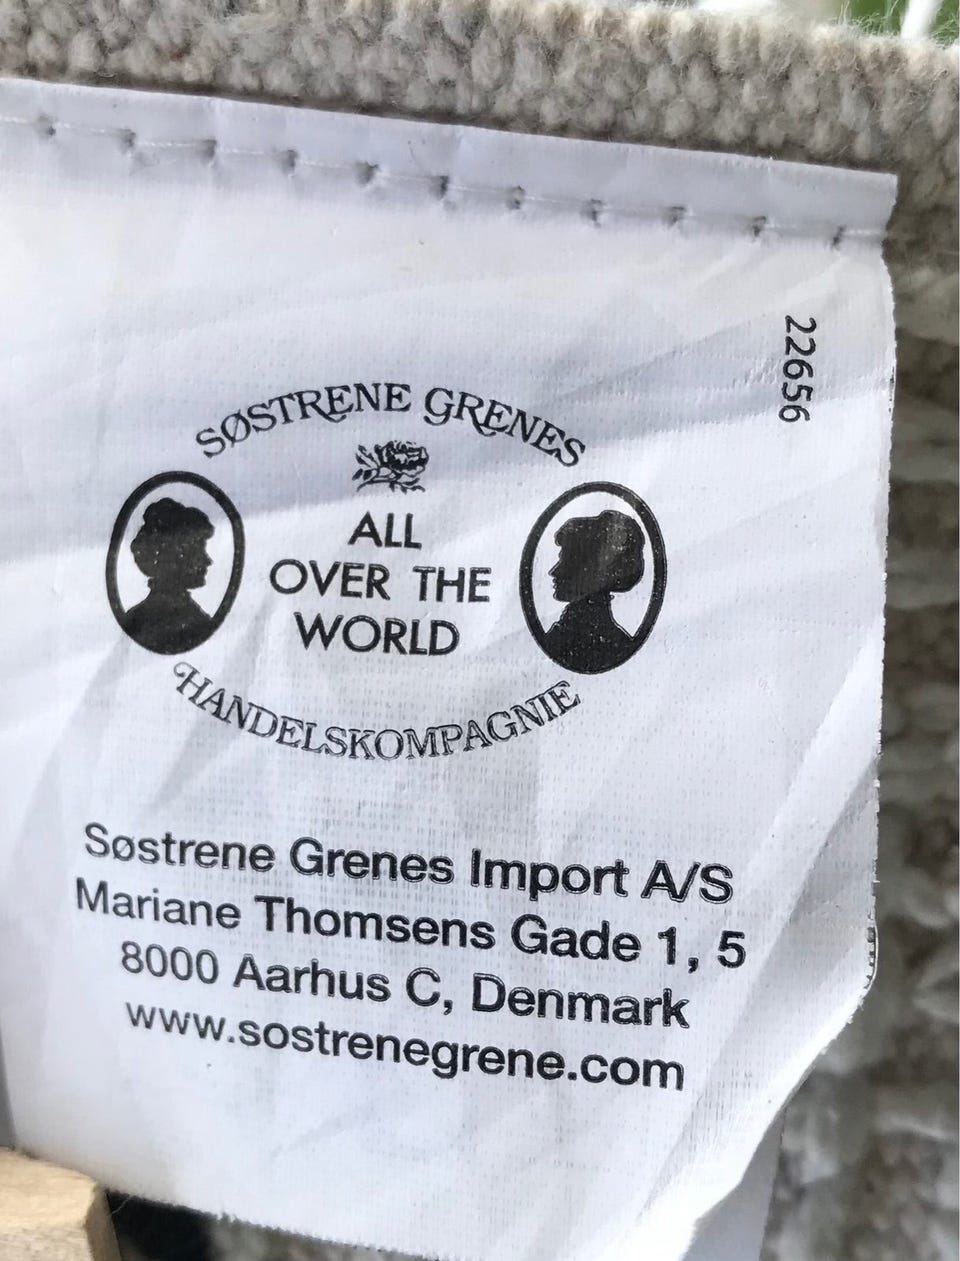 22656
SØSTRENE GRENES
ALL
OVER THE
WORLD
HANDELSKOMPAGNIE
Søstrene Grenes Import A/S
Mariane Thomsens Gade 1, 5
8000 Aarhus C, Denmark
www.sostrenegrene.com